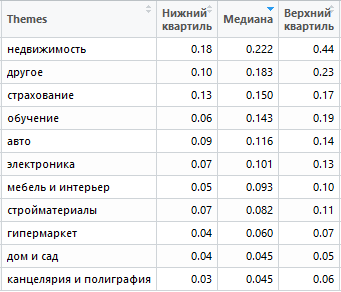 Themes Нижний квартиль Медиана Верхний квартиль
недвижимость 0.18 0.222 0.44
другое 0.10 0.183 0.23
страхование 0.13 0.150 0.17
обучение 0.06 0.143 0.19
авто 0.09 0.116 0.14
электроника 0.07 0.101 0.13
мебель и интерьер 0.05 0.093 0.10
стройматериалы 0.07 0.082 0.11
гипермаркет 0.04 0.060 0.07
дом и сад 0.04 0.045 0.05
канцелярия и полиграфия 0.03 0.045 0.06